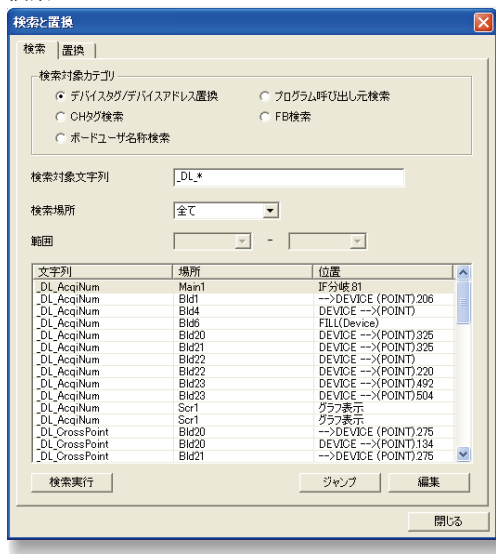 検索と置換
検索 置換
検索対象カテゴリ
デバイスタグ/デバイスアドレス置換 プログラム呼び出し元検索
CHタグ検索 FB検索
ボードユーザ名称検索
検索対象文字列 _DL_*
検索場所 全て
範囲 -
文字列 場所 位置
_DL_AcqiNum Main1 IF分岐.81
_DL_AcqiNum Bld1 -->DEVICE (POINT).206
_DL_AcqiNum Bld4 DEVICE -->(POINT)
_DL_AcqiNum Bld6 FILL(Device)
_DL_AcqiNum Bld20 DEVICE -->(POINT).325
_DL_AcqiNum Bld21 DEVICE -->(POINT).325
_DL_AcqiNum Bld22 DEVICE -->(POINT)
_DL_AcqiNum Bld22 -->DEVICE (POINT).220
_DL_AcqiNum Bld23 DEVICE -->(POINT).492
_DL_AcqiNum Bld23 DEVICE -->(POINT).504
_DL_AcqiNum Scr1 グラフ表示
_DL_AcqiNum Scr1 グラフ表示
_DL_CrossPoint Bld20 -->DEVICE (POINT).275
_DL_CrossPoint Bld20 DEVICE -->(POINT).134
_DL_CrossPoint Bld21 -->DEVICE (POINT).275
検索実行 ジャンプ 編集
閉じる